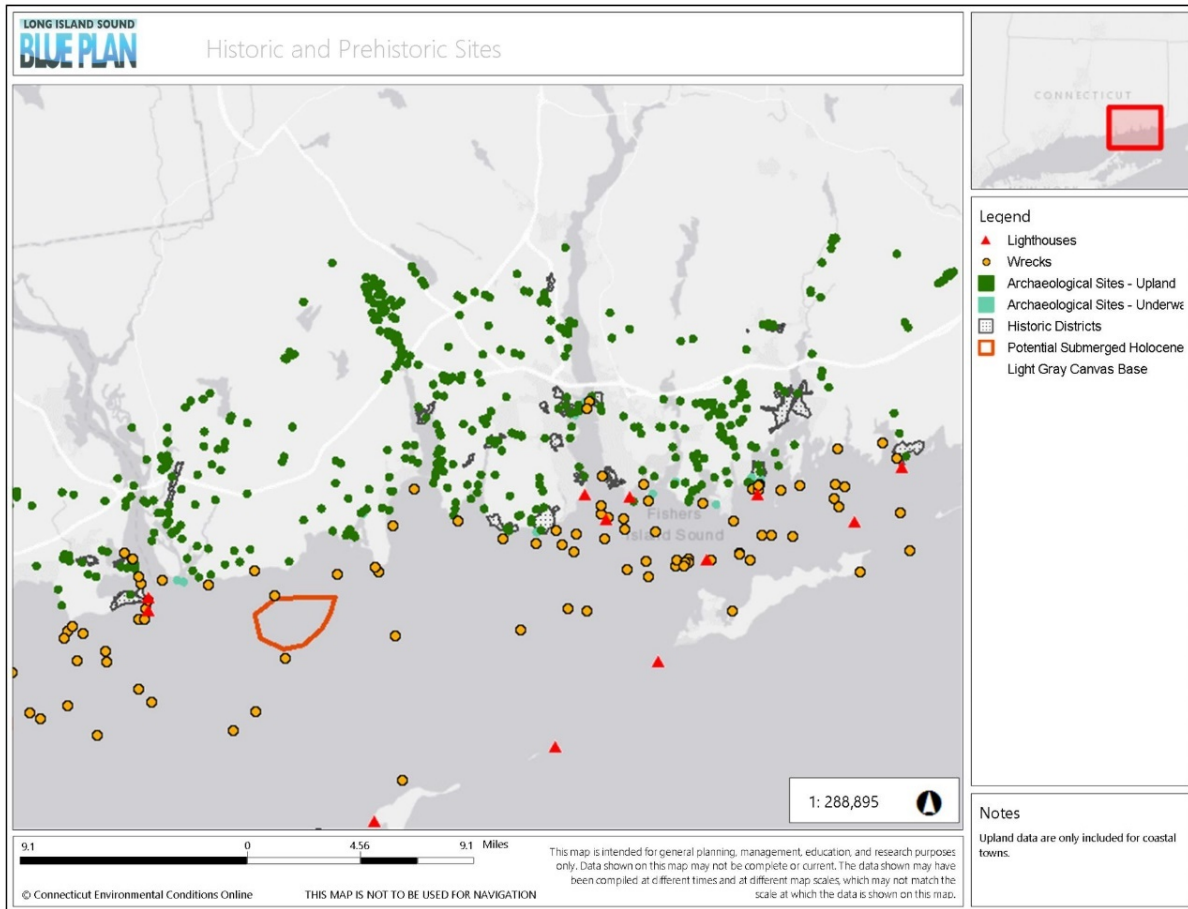 LONG ISLAND SOUND
BLUE PLAN
Historic and Prehistoric Sites
CONNECTICUT
Fishers
Island Sound
1: 288,895
Legend
Lighthouses
Wrecks
Archaeological Sites - Upland
Archaeological Sites - Underwa
Historic Districts
Potential Submerged Holocene
Light Gray Canvas Base
Notes
Upland data are only included for coastal
towns.
9.1 0 4.56 9.1 Miles
© Connecticut Environmental Conditions Online THIS MAP IS NOT TO BE USED FOR NAVIGATION
This map is intended for general planning, management, education, and research purposes
only. Data shown on this map may not be complete or current. The data shown may have
been compiled at different times and at different map scales, which may not match the
scale at which the data is shown on this map.